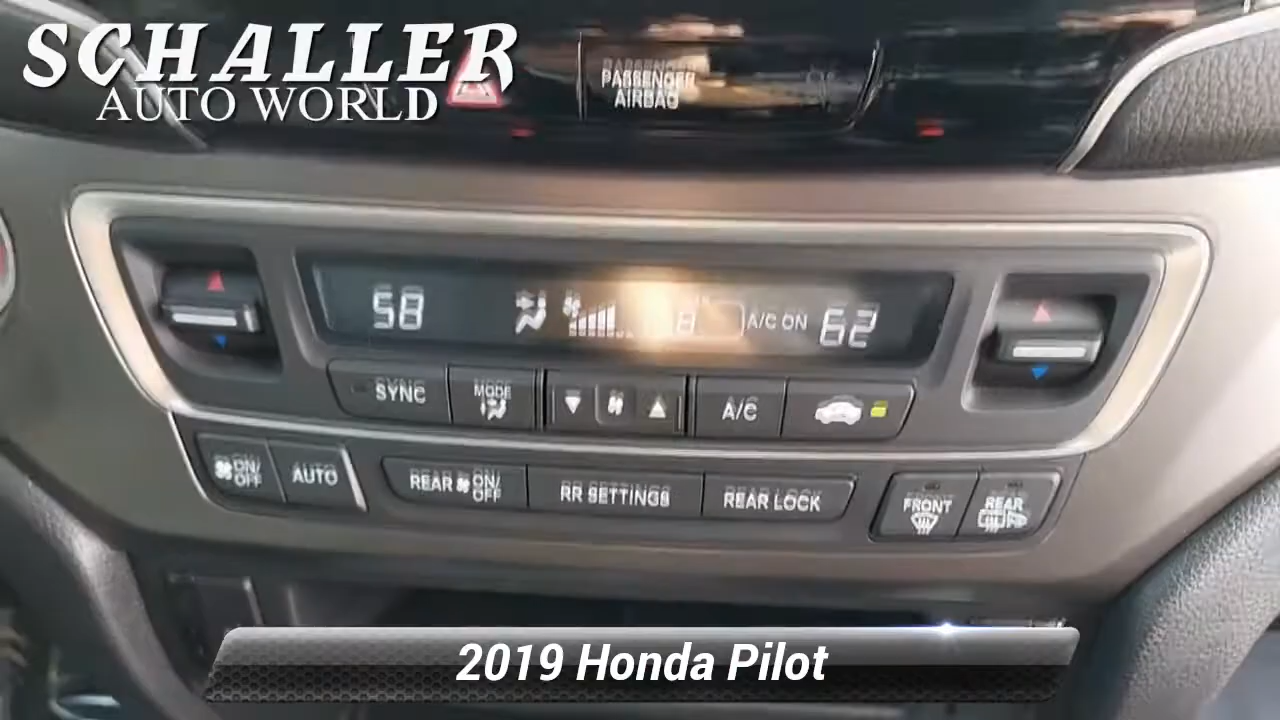 SCHALLER
AUTO WORLD
PASSENGER
AIRBAG
58
A/C ON
62
SYNC
MODE
A/C
ON/
OFF
AUTO
REAR
ON/
OFF
RR SETTINGS
REAR LOCK
FRONT
REAR
2019 Honda Pilot